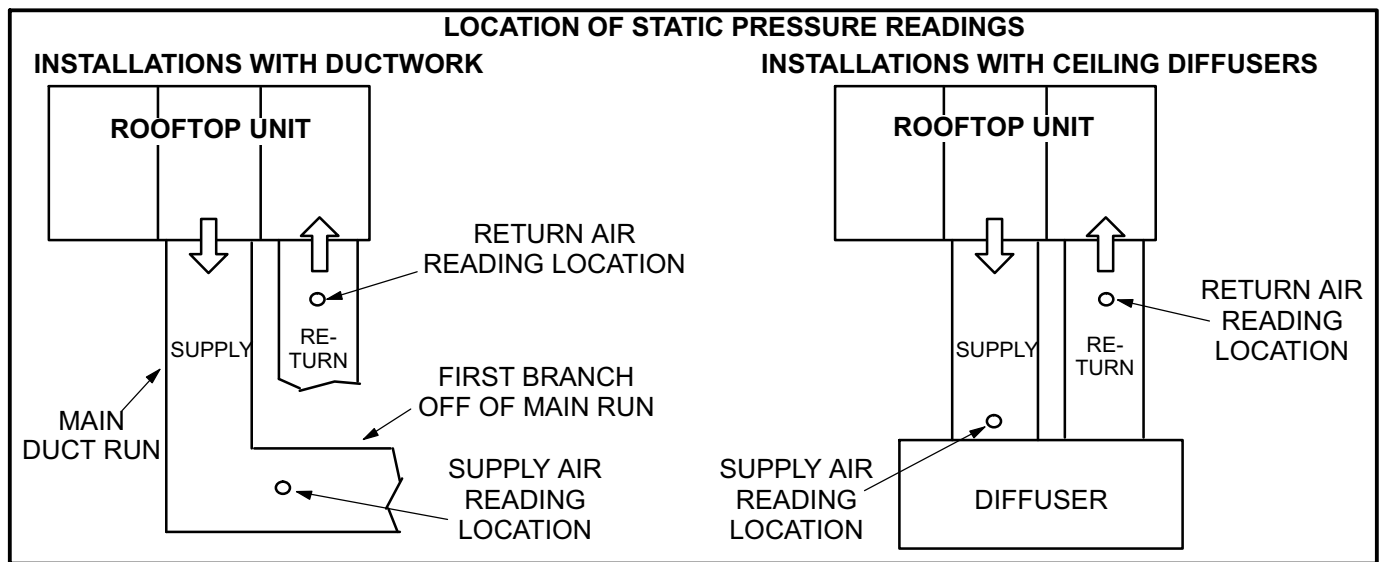 LOCATION OF STATIC PRESSURE READINGS
INSTALLATIONS WITH DUCTWORK
ROOFTOP UNIT
RETURN AIR
READING LOCATION
SUPPLY
RE-
TURN
FIRST BRANCH
OFF OF MAIN RUN
MAIN
DUCT RUN
SUPPLY AIR
READING
LOCATION
INSTALLATIONS WITH CEILING DIFFUSERS
ROOFTOP UNIT
RETURN AIR
READING
LOCATION
SUPPLY
RE-
TURN
SUPPLY AIR
READING
LOCATION
DIFFUSER